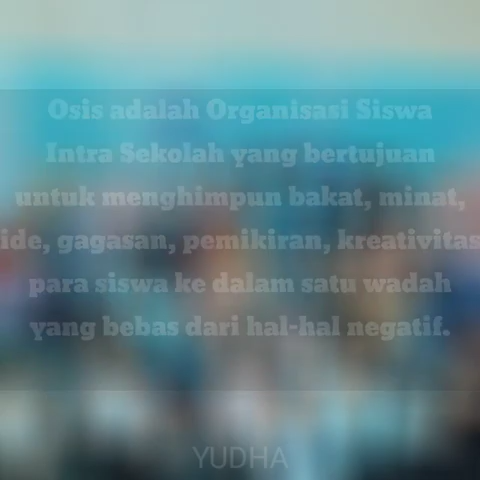 Osis adalah Organisasi Siswa
Intra Sekolah yang bertujuan
untuk menghimpun bakat, minat,
ide, gagasan, pemikiran, kreativitas
para siswa ke dalam satu wadah
yang bebas dari hal-hal negatif.
YUDHA